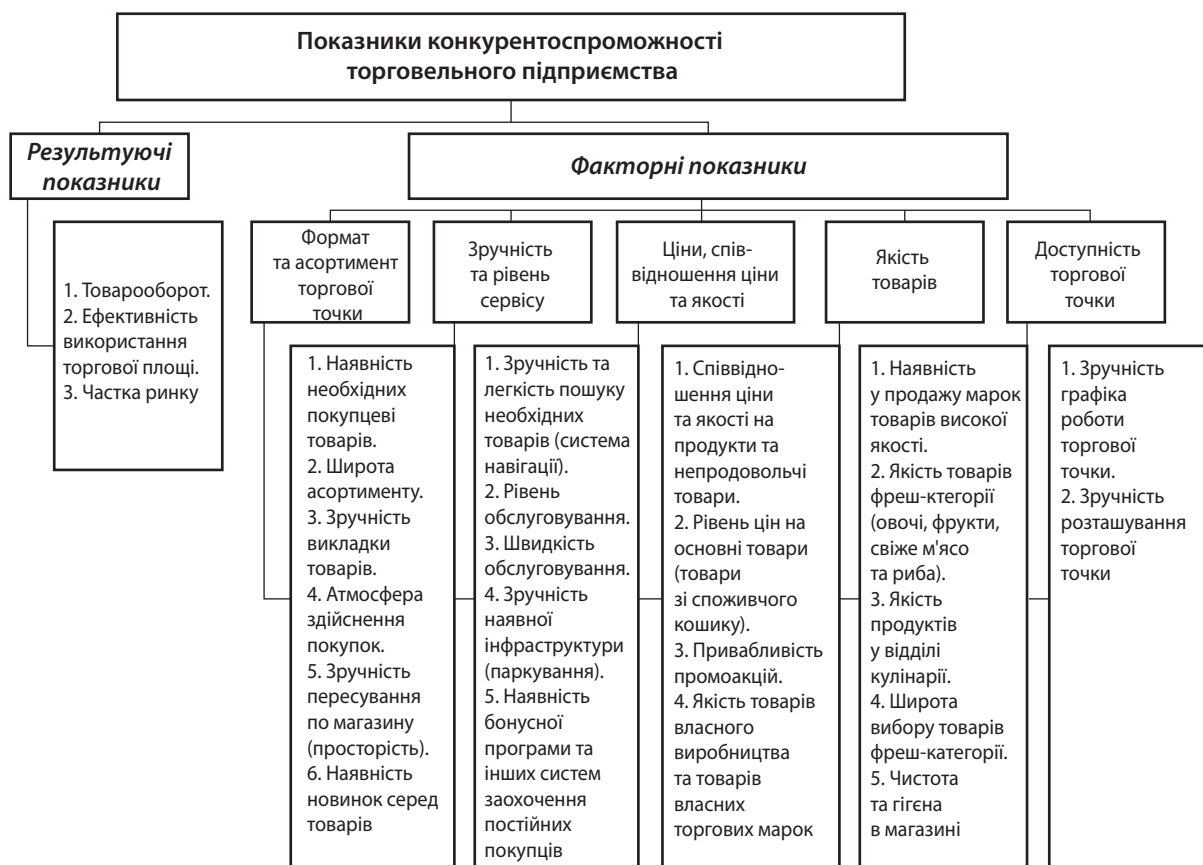 Показники конкурентоспроможності
торговельного підприємства
Результуючі
показники
Факторні показники
1. Товарооборот.
2. Ефективність
використання
торгової площі.
3. Частка ринку
Формат
та асортимент
торгової
точки
Зручність
та рівень
сервісу
Ціни, спів-
відношення ціни
та якості
Якість
товарів
Доступність
торгової
точки
1. Наявність
необхідних
покупцеві
товарів.
2. Широта
асортименту.
3. Зручність
викладки
товарів.
4. Атмосфера
здійснення
покупок.
5. Зручність
пересування
по магазину
(просторість).
6. Наявність
новинок серед
товарів
1. Зручність та
легкість пошуку
необхідних
товарів (система
навігації).
2. Рівень
обслуговування.
3. Швидкість
обслуговування.
4. Зручність
наявної
інфраструктури
(паркування).
5. Наявність
бонусної
програми та
інших систем
заохочення
постійних
покупців
1. Співвідно-
шення ціни
та якості на
продукти та
непродовольчі
товари.
2. Рівень цін на
основні товари
(товари
зі споживчого
кошику).
3. Привабливість
промоакцій.
4. Якість товарів
власного
виробництва
та товарів
власних
торгових марок
1. Наявність
у продажу марок
товарів високої
якості.
2. Якість товарів
фреш-ктегорії
(овочі, фрукти,
свіже м'ясо
та риба).
3. Якість
продуктів
у відділі
кулінарії.
4. Широта
вибору товарів
фреш-категорії.
5. Чистота
та гігєна
в магазині
1. Зручність
графіка
роботи
торгової
точки.
2. Зручність
розташування
торгової
точки